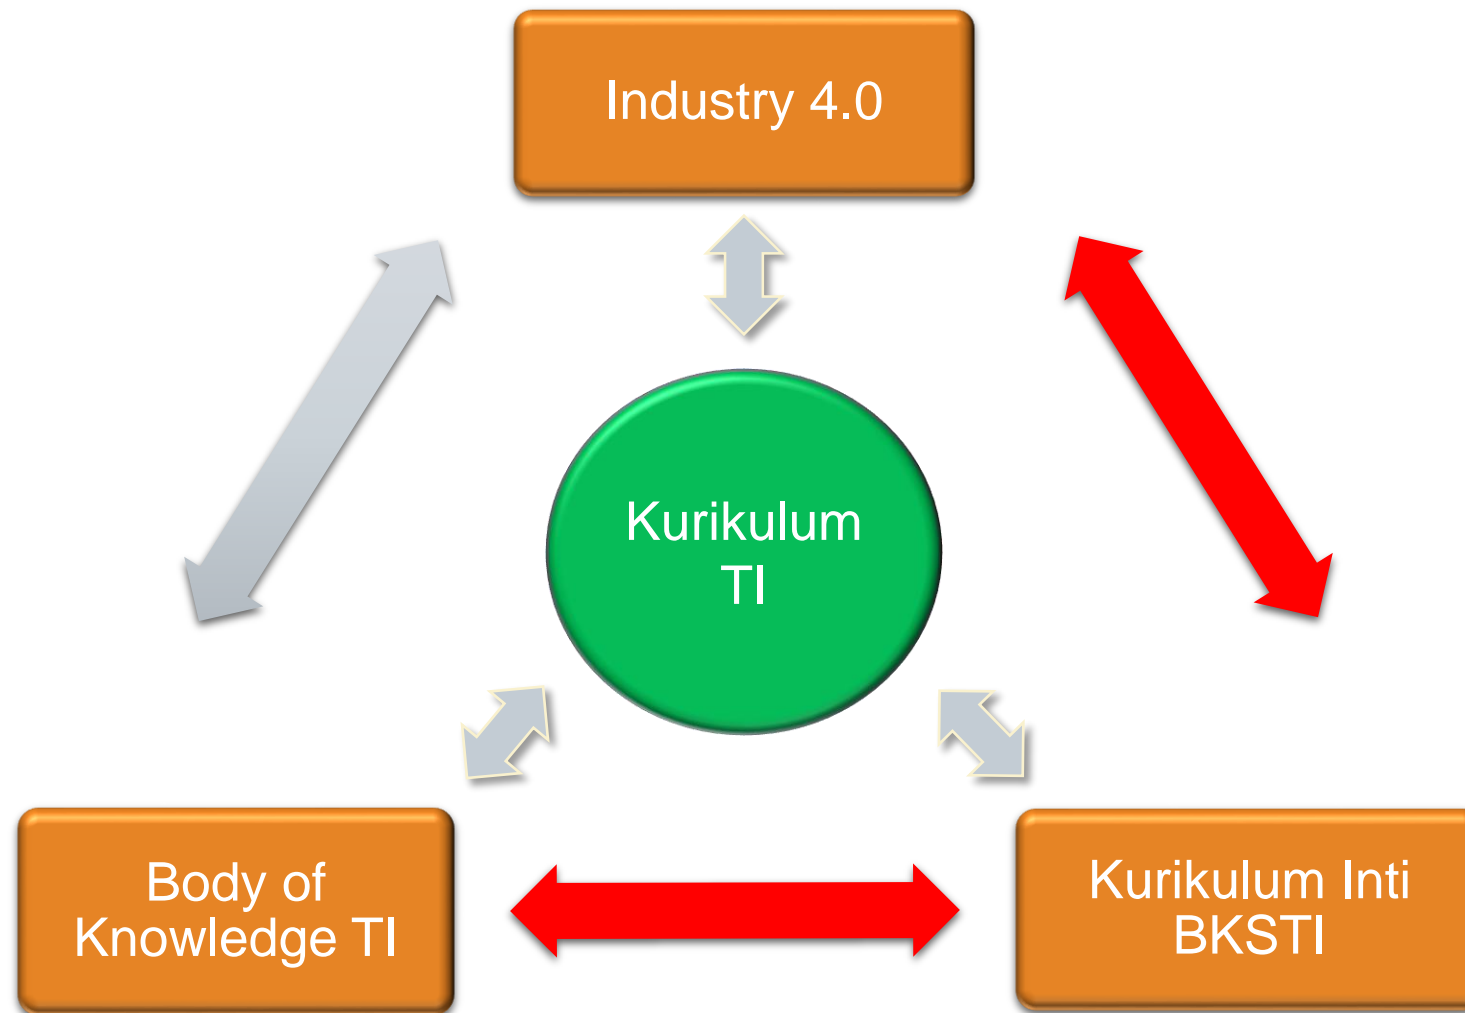 Industry 4.0
Kurikulum
TI
Body of
Knowledge TI
Kurikulum Inti
BKSTI